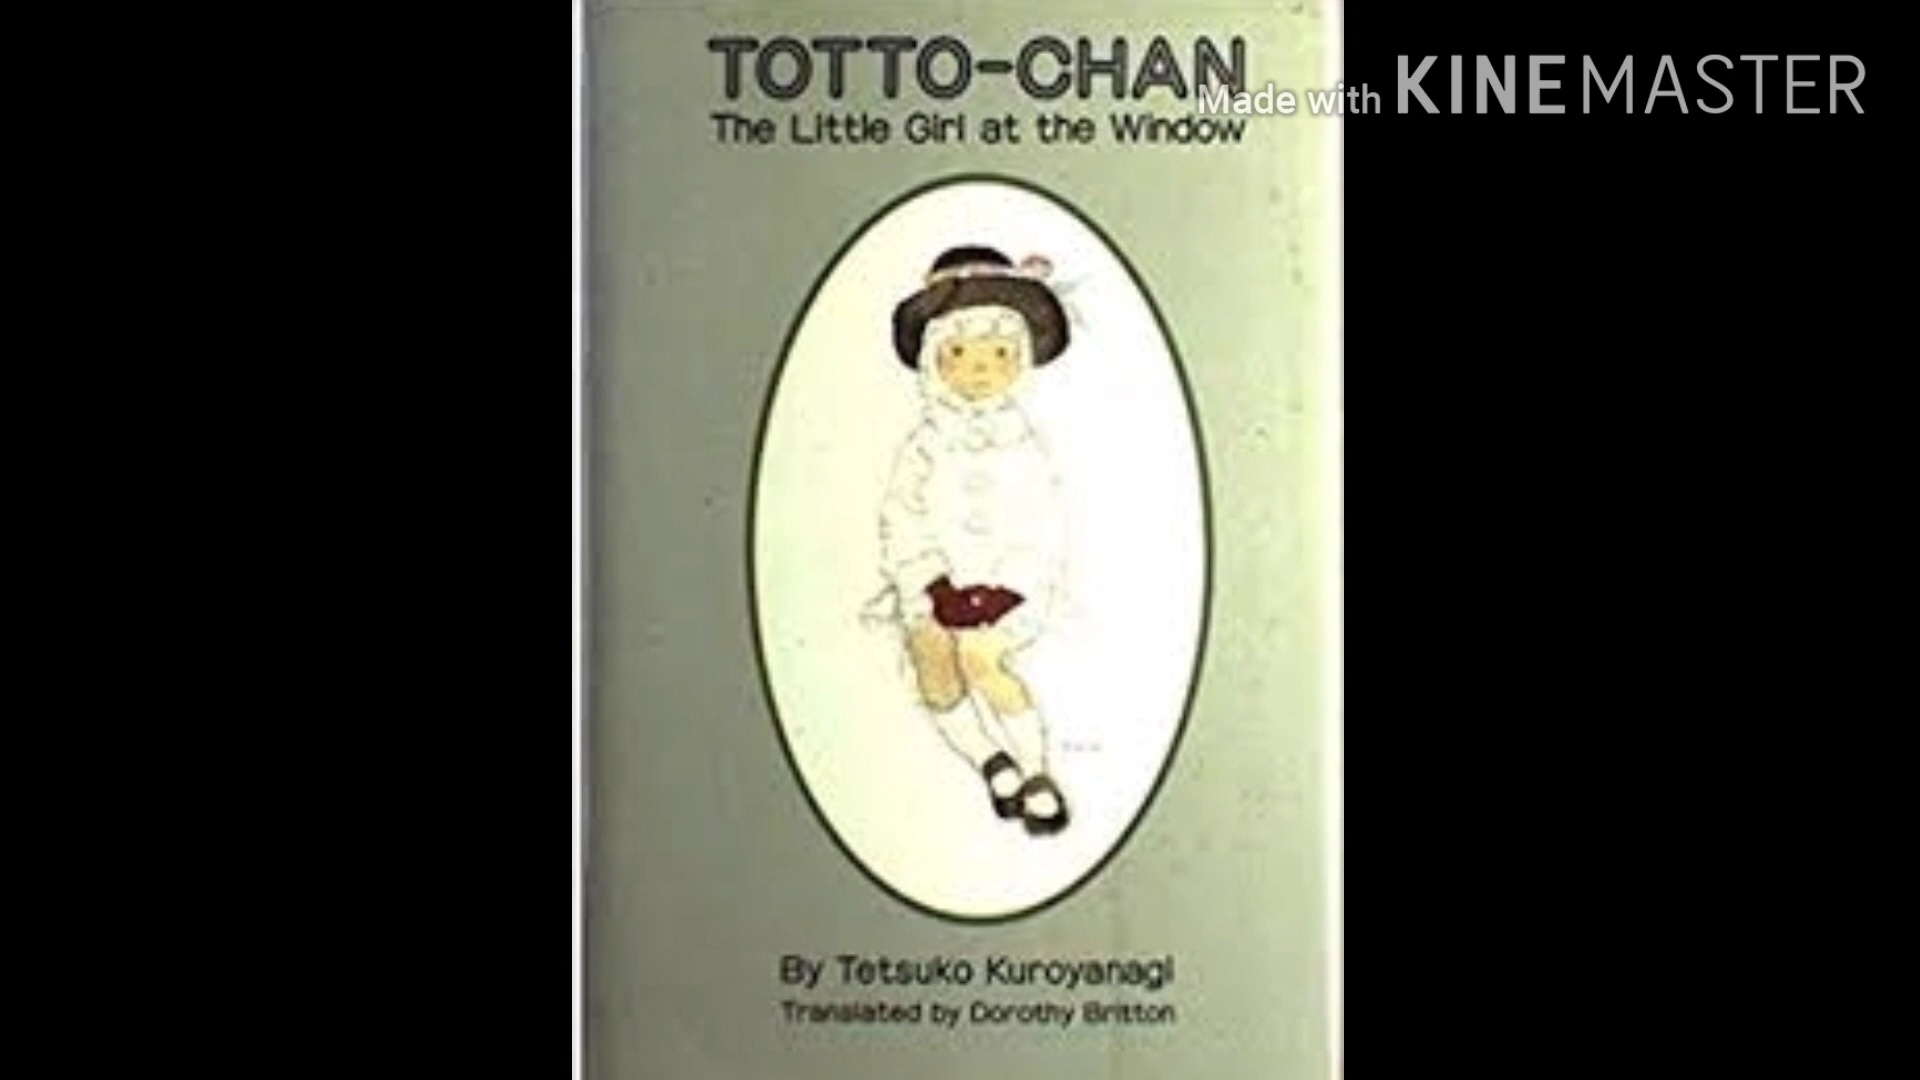 TOTTO-CHAN
Made with KINEMASTER
The Little Girl at the Window
By Tetsuko Kuroyanagi
Translated by Dorothy Britton